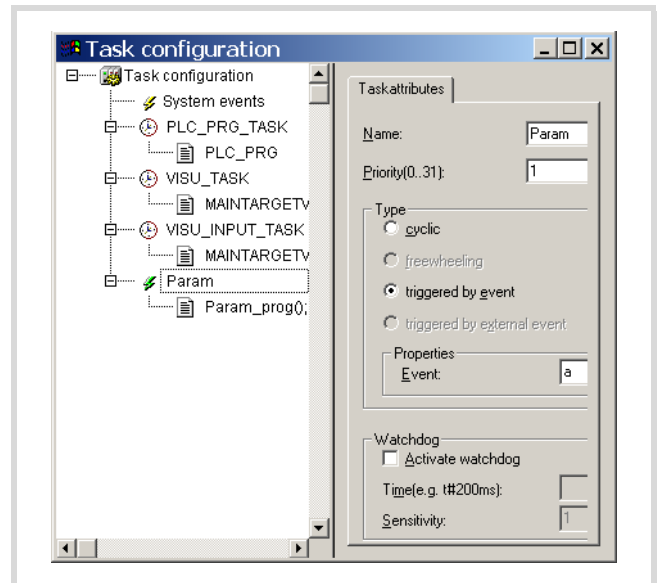 Task configuration
Task configuration
System events
PLC_PRG_TASK
PLC_PRG
VISU_TASK
MAINTARGETV
VISU_INPUT_TASK
MAINTARGETV
Param
Param_prog();
Taskattributes
Name: Param
Priority(0..31): 1
Type
cyclic
freewheeling
triggered by event
triggered by external event
Properties
Event: a
Watchdog
Activate watchdog
Time(e.g. t#200ms):
Sensitivity: 1